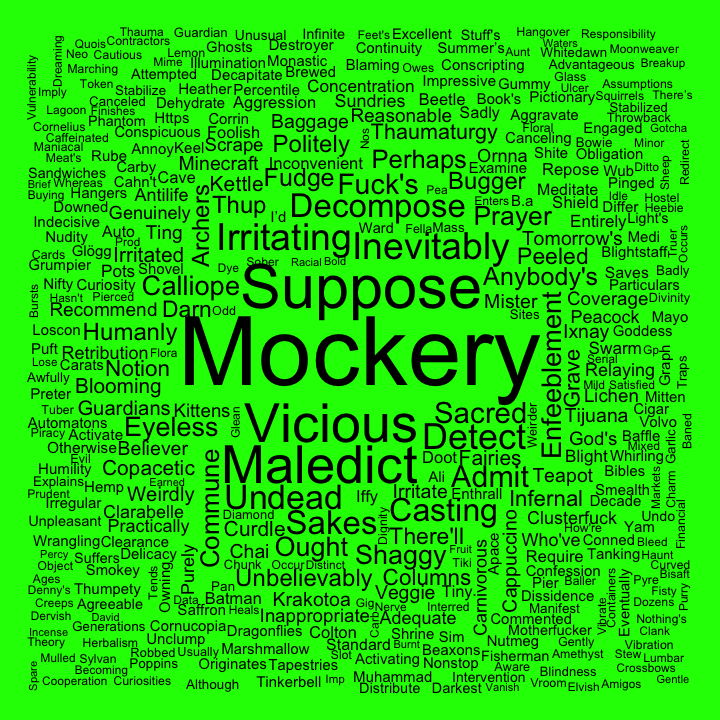 Thauma Guardian Unusual Infinite Feet's Excellent Stuff's Hangover Responsibility
Quois Contractors Ghosts Destroyer Continuity Summer's Waters Whitedawn Moonweaver
Neo Cautious Lemon Aunt
Dreaming
Marching Mime Illumination Monastic Blaming Owes Conscripting Advantageous Breakup
Vulnerability
Token Attempted Decapitate Brewed Glass
Imply Stabilize Heather Percentile Concentration Impressive Gummy Ulcer Assumptions
Canceled Dehydrate Aggression Sundries Beetle Book's Pictionary Squirrels There's
Lagoon Finishes Stabilized
Cornelius Phantom Https Corrin Baggage Reasonable Sadly Aggravate Throwback
Caffeinated Conspicuous Foolish Nos Thaumaturgy Floral Engaged Gotcha
Maniacal Annoy Keel Scrape Politely Canceling Bowie Minor
Meat's Rube Minecraft Inconvenient Perhaps Ornna Shite Obligation
Sandwiches Carby Fudge Examine Repose Wub Ditto Sheep Redirect
Brief Whereas Cahn't Cave Kettle Fuck's Pea Bugger Meditate Pinged
Buying Hangers Antilife Thup I'd Decompose Enters B.a Shield Idle Hostel
Downed Genuinely Archers Prayer Differ Heebie
Indecisive Auto Ting Irritating Ward Fella Mass Entirely Light's
Nudity Prod Inevitably Tomorrow's Medi Truer Occurs
Cards Glögg Irritated Sober Racial Bold Peeled Blightstaff
Grumpier Pots Shovel Dye Suppose Anybody's Saves Badly
Nifty Curiosity Calliope Particulars
Bursts Hasn't Pierced Mister Coverage Divinity
Recommend Darn Odd Sites Peacock Mayo
Loscon Humanly Mockery Enfeeblement Ixnay Goddess
Puft Retribution Flora Swarm Gp Graph Traps
Lose Carats Notion Grave Serial Relaying
Awfully Blooming Mild Satisfied
Preter Lichen Mitten
Tuber Guardians Kittens Vicious Sacred Weirder Tijuana Cigar
Automatons Eyeless Glean Detect Volvo Baned
Piracy Activate God's Baffle
Otherwise Believer Maledict Doot Fairies Blight Mixed Garlic
Evil Whirling
Humility Copacetic Ali Admit Teapot Bibles
Explains Hemp Earned Undead Iffy Irritate Enthrall Smealth Markets Charm
Prudent Weirdly Infernal Decade
Irregular Clarabelle Commune Diamond Sakes Dignity Casting Undo Financial
Unpleasant Practically Curdle There'll Clusterfuck How're Yam
Wrangling Clearance Chai Ought Cappuccino Who've Conned Bleed
Percy Suffers Delicacy Purely Chunk Occur Distinct Shaggy Fruit Apace Require Tanking Haunt
Object Smokey Tiki Confession Curved
Ages Tends Owning Unbelievably Columns Carnivorous Pier Baller Bisaft
Denny's Thumpety Pan Krakotoa Veggie Tiny. Dissidence Containers Eventually Pyre Fisty
Creeps Agreeable Data Batman Gig Interred Manifest Vibrate Dozens Purry
Dervish David Saffron Heals Inappropriate Carb Nerve Adequate Commented Nothing's
Incense Generations Cornucopia Motherfucker Clank
Theory Herbalism Unclump Dragonflies Colton Standard Burnt Shrine Sim Nutmeg Gently Vibration
Mulled Sylvan Robbed Usually Marshmallow Slot Beaxons Fisherman Amethyst Stew Lumbar
Becoming Poppins Originates Tapestries Activating Nonstop Aware Blindness Crossbows
Spare Cooperation Curiosities Although Tinkerbell Imp Muhammad Intervention Vroom Elvish Amigos Gentle
Distribute Darkest Vanish